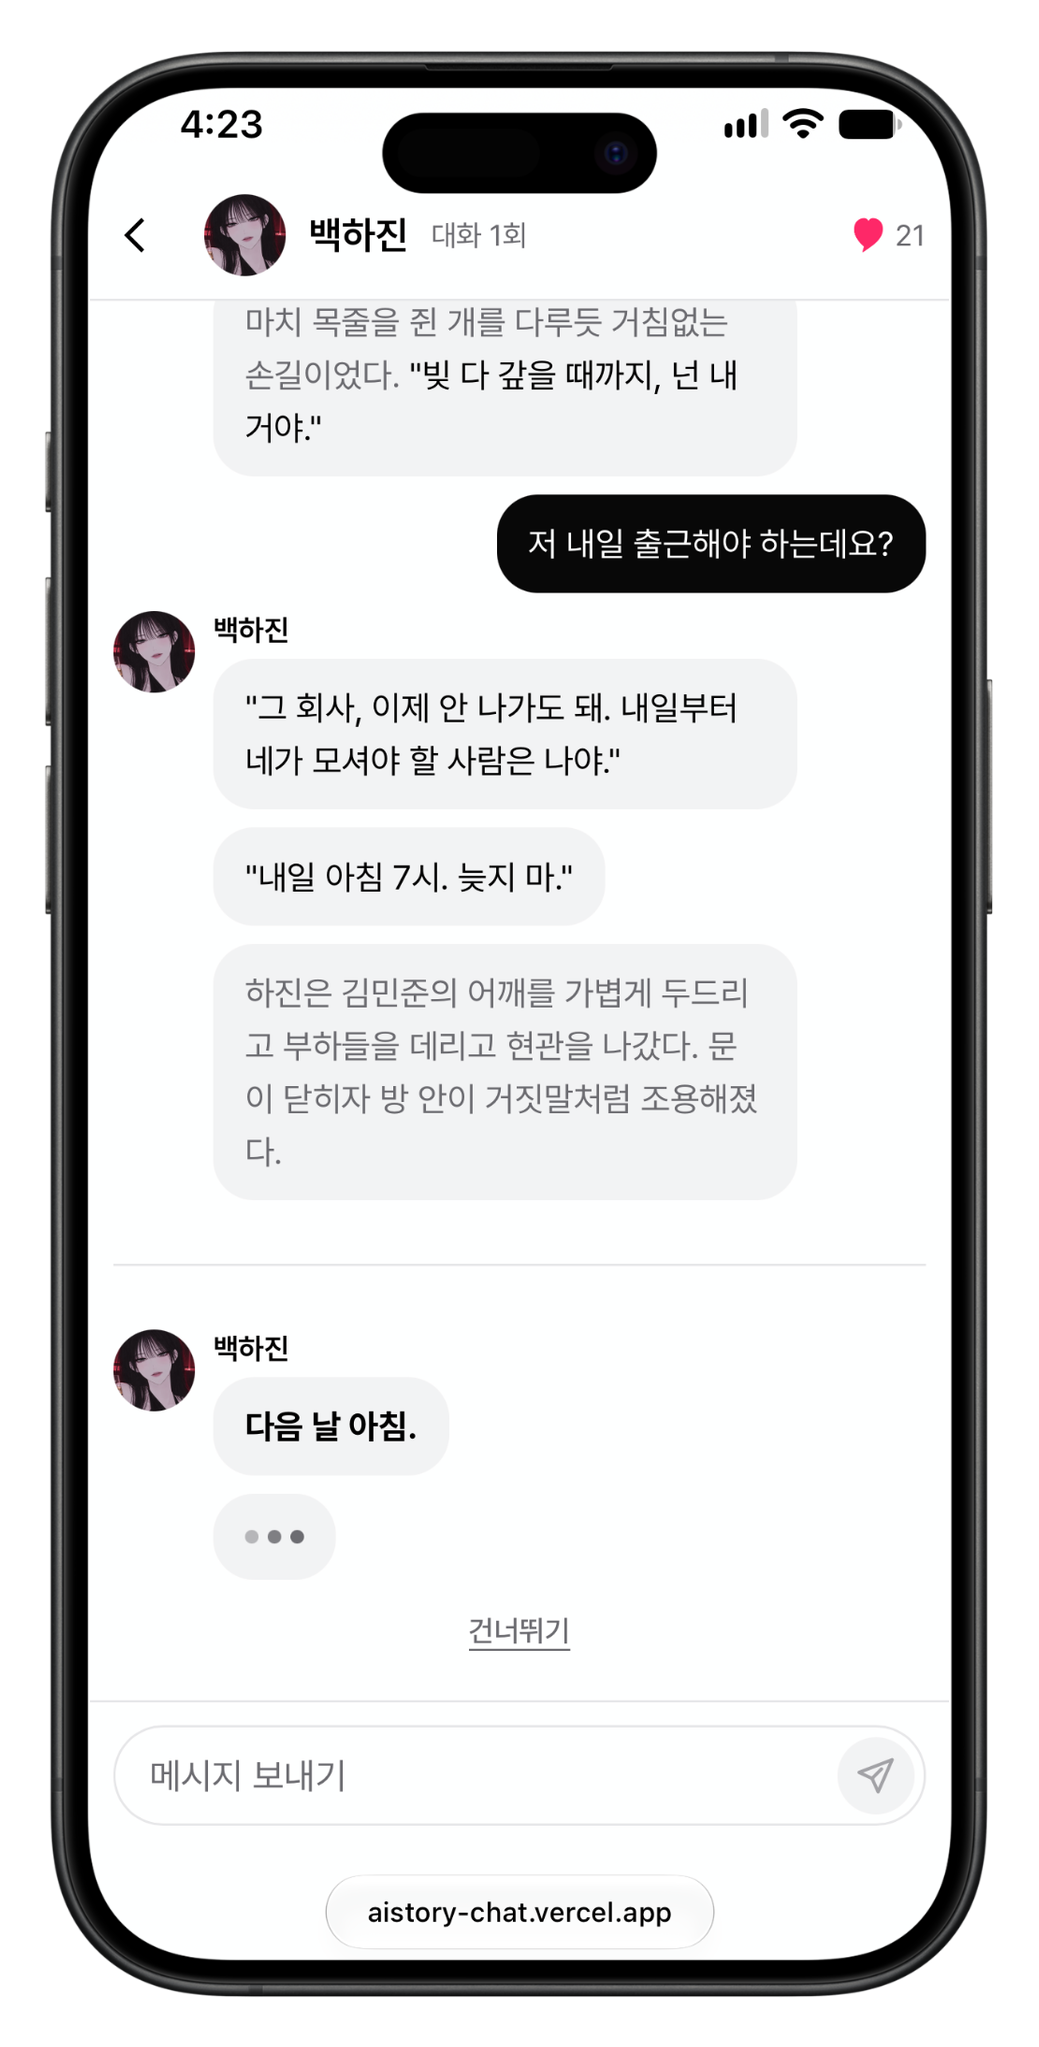 4:23
백하진 대화 1회 21
마치 목줄을 쥔 개를 다루듯 거침없는
손길이었다. "빚 다 갚을 때까지, 넌 내
거야."
저 내일 출근해야 하는데요?
백하진
"그 회사, 이제 안 나가도 돼. 내일부터
네가 모셔야 할 사람은 나야."
"내일 아침 7시. 늦지 마."
하진은 김민준의 어깨를 가볍게 두드리
고 부하들을 데리고 현관을 나갔다. 문
이 닫히자 방 안이 거짓말처럼 조용해졌
다.
백하진
다음 날 아침.
건너뛰기
메시지 보내기
aistory-chat.vercel.app